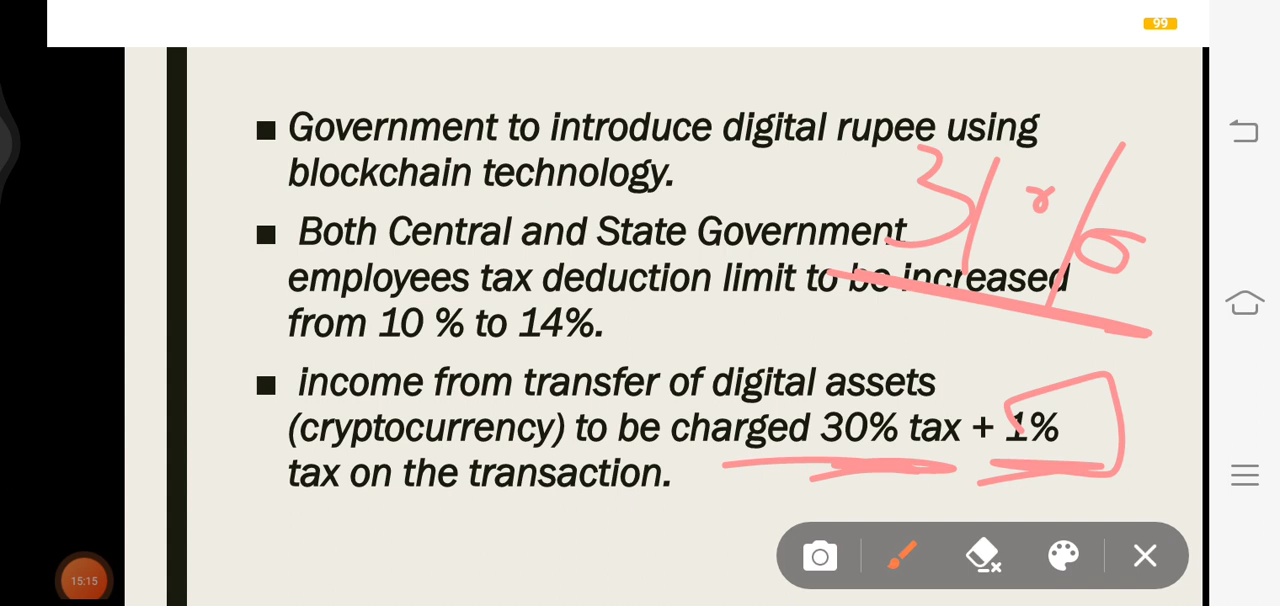 99
■ Government to introduce digital rupee using
blockchain technology.
■ Both Central and State Government
employees tax deduction limit to be increased
from 10 % to 14%.
■ income from transfer of digital assets
(cryptocurrency) to be charged 30% tax + 1%
tax on the transaction.
15:15